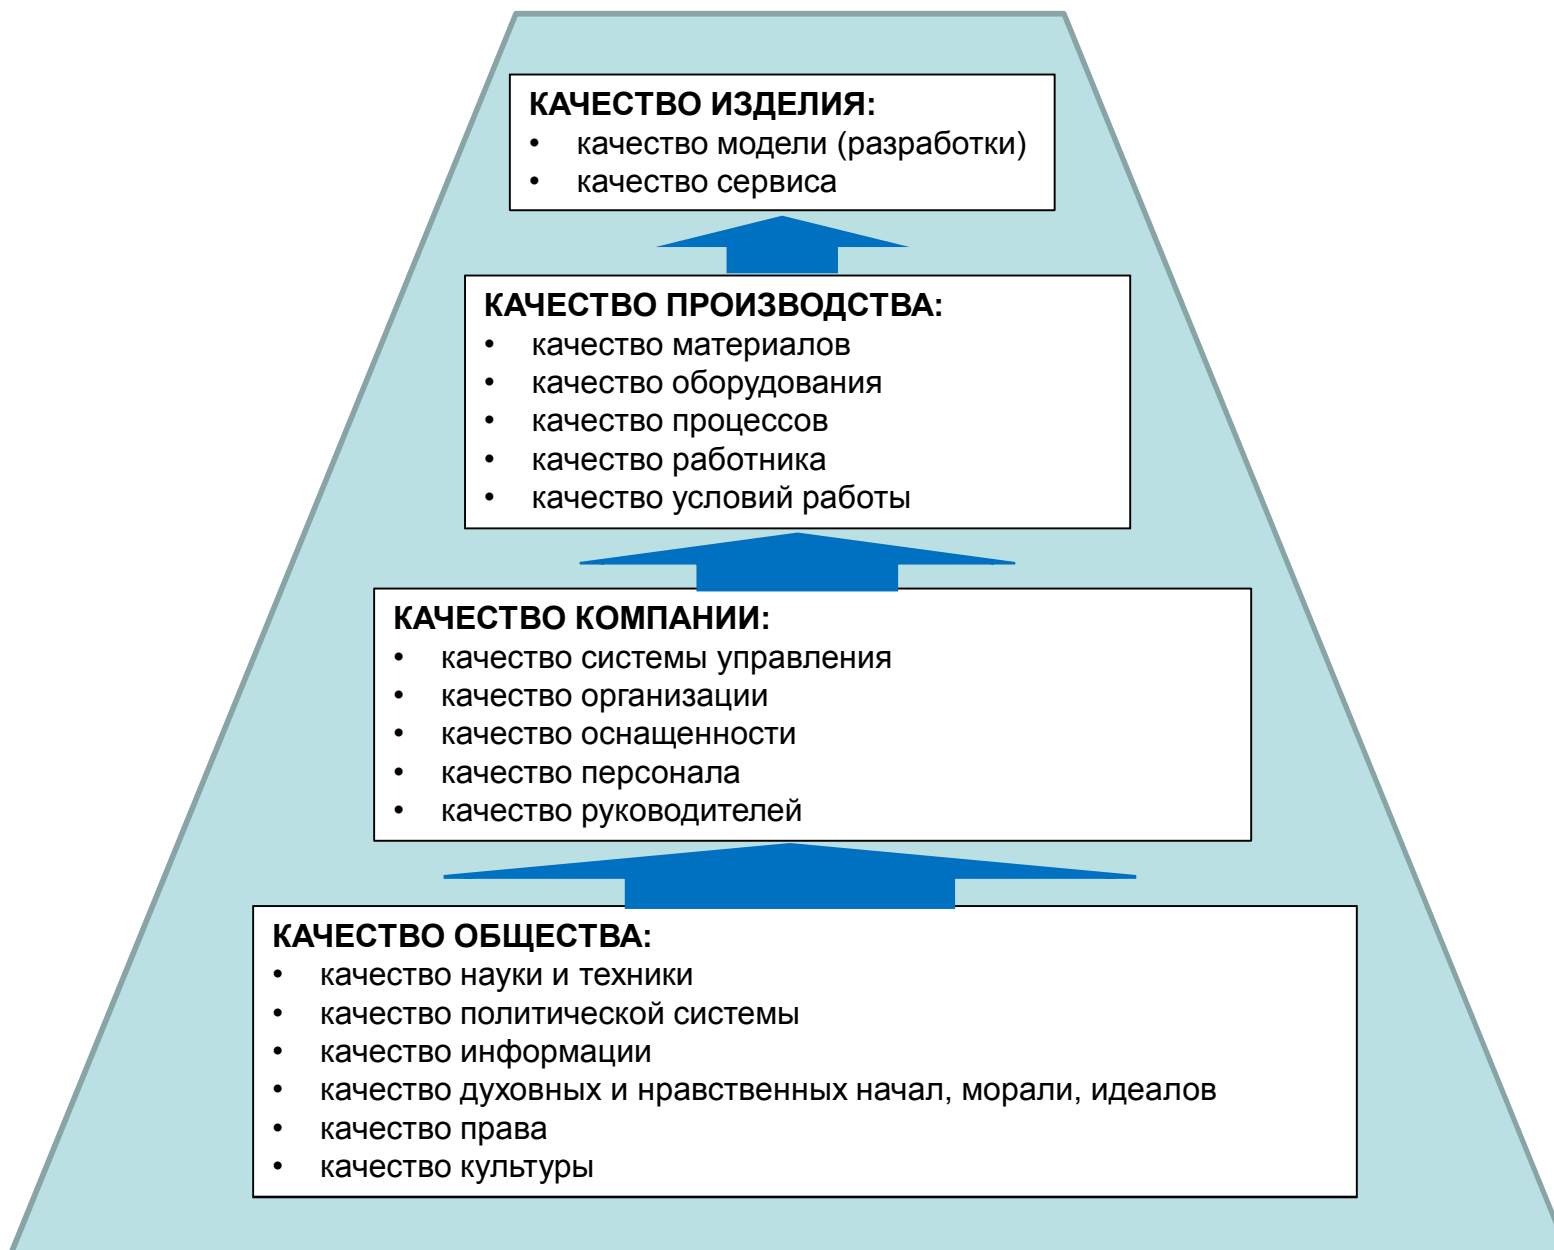 КАЧЕСТВО ИЗДЕЛИЯ:
• качество модели (разработки)
• качество сервиса
КАЧЕСТВО ПРОИЗВОДСТВА:
• качество материалов
• качество оборудования
• качество процессов
• качество работника
• качество условий работы
КАЧЕСТВО КОМПАНИИ:
• качество системы управления
• качество организации
• качество оснащенности
• качество персонала
• качество руководителей
КАЧЕСТВО ОБЩЕСТВА:
• качество науки и техники
• качество политической системы
• качество информации
• качество духовных и нравственных начал, морали, идеалов
• качество права
• качество культуры